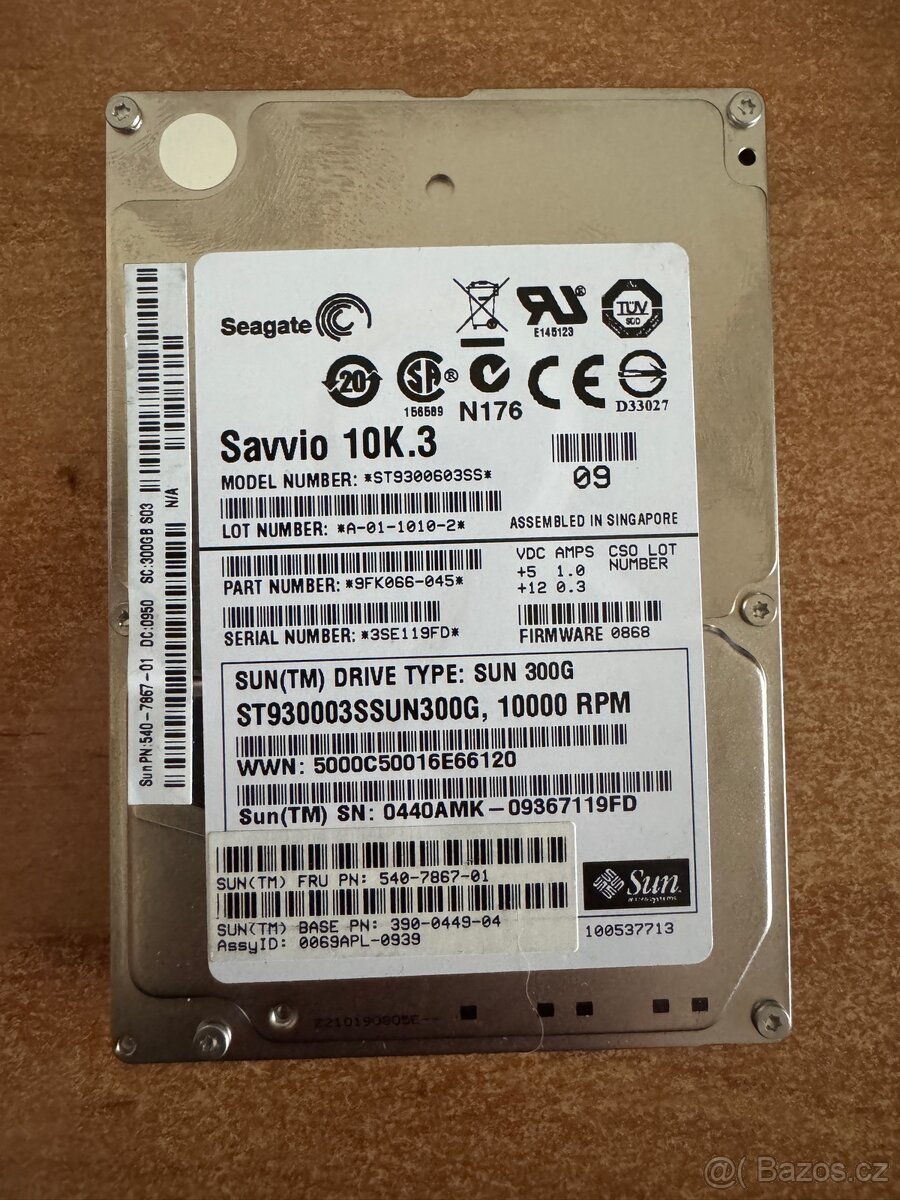 Seagate
E145123
TÜV
20
SA ®
156589
N176
CE
D33027
Savvio 10K.3
09
MODEL NUMBER: *ST9300603SS*
LOT NUMBER: *A-01-1010-2*
ASSEMBLED IN SINGAPORE
VDC AMPS CSO LOT
NUMBER
+5 1.0
+12 0.3
PART NUMBER: *9FK066-045*
SERIAL NUMBER: *3SE119FD*
FIRMWARE 0868
SUN(TM) DRIVE TYPE: SUN 300G
ST930003SSUN300G, 10000 RPM
WWN: 5000C50016E66120
Sun(TM) SN: 0440AMK-09367119FD
SUN(TM) FRU PN: 540-7867-01
SUN(TM) BASE PN: 390-0449-04
AssyID: 0069APL-0939
Sun
microsystems
100537713
Sun PN:540-7867-01 DC:0950 SC:300GB S03
N/A
@( Bazos.cz